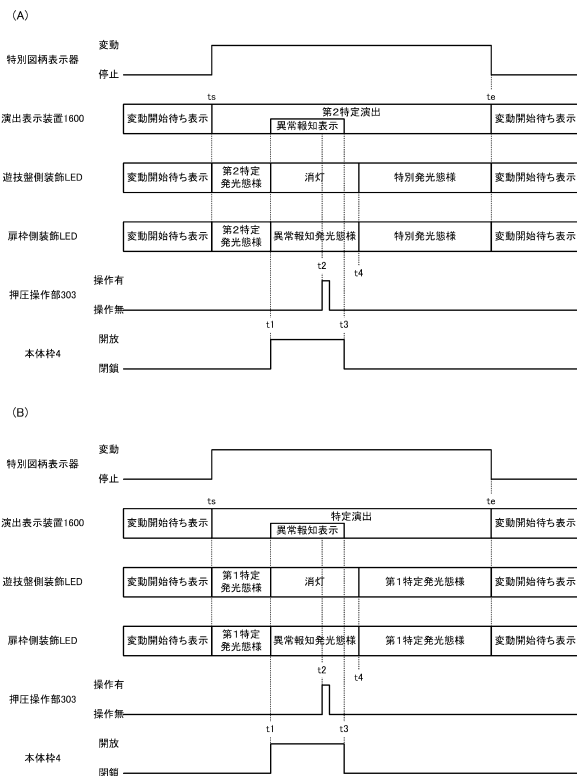 (A)
特別図柄表示器
変動
停止
ts
te
演出表示装置1600
変動開始待ち表示
第2特定演出
異常報知表示
変動開始待ち表示
遊技盤側装飾LED
変動開始待ち表示
第2特定
発光態様
消灯
特別発光態様
変動開始待ち表示
扉枠側装飾LED
変動開始待ち表示
第2特定
発光態様
異常報知発光態様
特別発光態様
変動開始待ち表示
t2
t4
押圧操作部303
操作有
操作無
t1
t3
本体枠4
開放
閉鎖
(B)
特別図柄表示器
変動
停止
ts
te
演出表示装置1600
変動開始待ち表示
特定演出
異常報知表示
変動開始待ち表示
遊技盤側装飾LED
変動開始待ち表示
第1特定
発光態様
消灯
第1特定発光態様
変動開始待ち表示
扉枠側装飾LED
変動開始待ち表示
第1特定
発光態様
異常報知発光態様
第1特定発光態様
変動開始待ち表示
t2
t4
押圧操作部303
操作有
操作無
t1
t3
本体枠4
開放
閉鎖